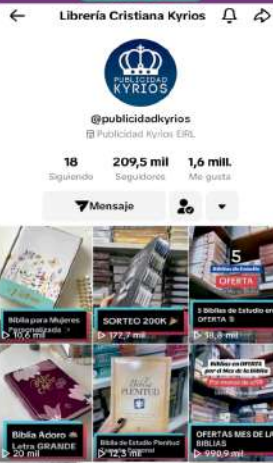 Librería Cristiana Kyrios
PUBLICIDAD
KYRIOS
@publicidadkyrios
Publicidad Kyrios EIRL
18
209,5 mil
1,6 mill.
Siguiendo
Seguidores
Me gusta
Mensaje
Biblia para Mujeres
Personalizada
10,6 mil
SORTEO 200K
172,7 mil
5
Biblias de Estudio
OFERTA
5 Biblias de Estudio en
OFERTA
18,8 mil
Biblia Adoro
Letra GRANDE
20 mil
Biblia
PLENITUD
Biblia de Estudio Plenitud
12,3 mil
Biblias en OFERTA
por el Mes de la Biblia
OFERTAS MES DE LA
BIBLIAS
990,9 mil